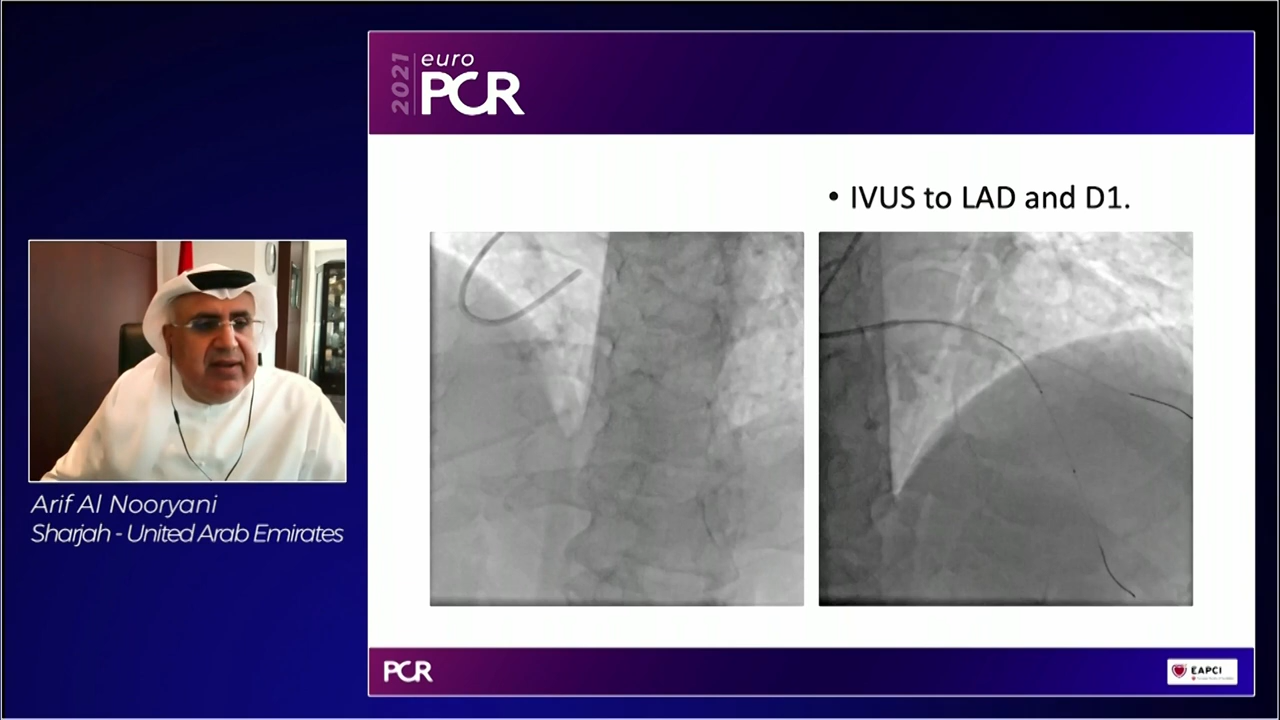 2021
euro
PCR
• IVUS to LAD and D1.
Arif Al Nooryani
Sharjah - United Arab Emirates
PCR
EAPCI